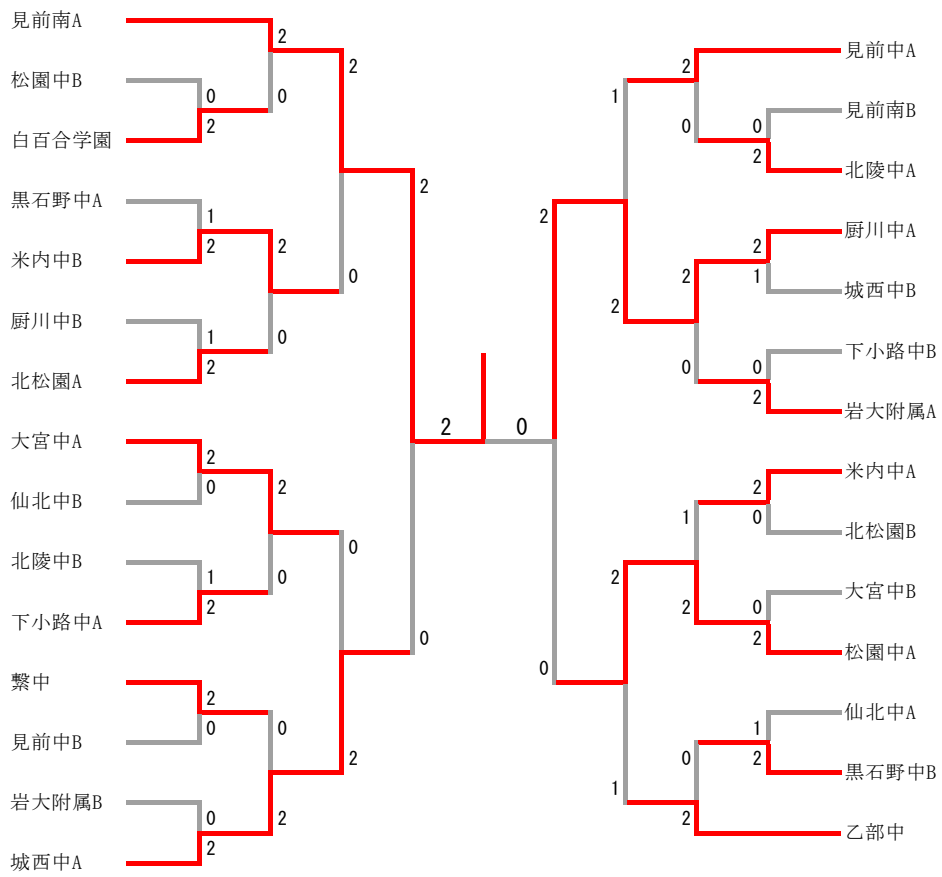 見前南A
松園中B
白百合学園
黒石野中A
米内中B
厨川中B
北松園A
大宮中A
仙北中B
北陵中B
下小路中A
繋中
見前中B
岩大附属B
城西中A
2
0
0
2
1
2
2
0
1
2
2
0
1
2
2
0
0
2
2
0
2
0
0
2
2
0
2
0
2
0
2
0
1
2
2
0
2
1
2
0
1
2
0
2
0
2
2
1
0
2
2
0
0
2
1
2
見前中A
見前南B
北陵中A
厨川中A
城西中B
下小路中B
岩大附属A
米内中A
北松園B
大宮中B
松園中A
仙北中A
黒石野中B
乙部中